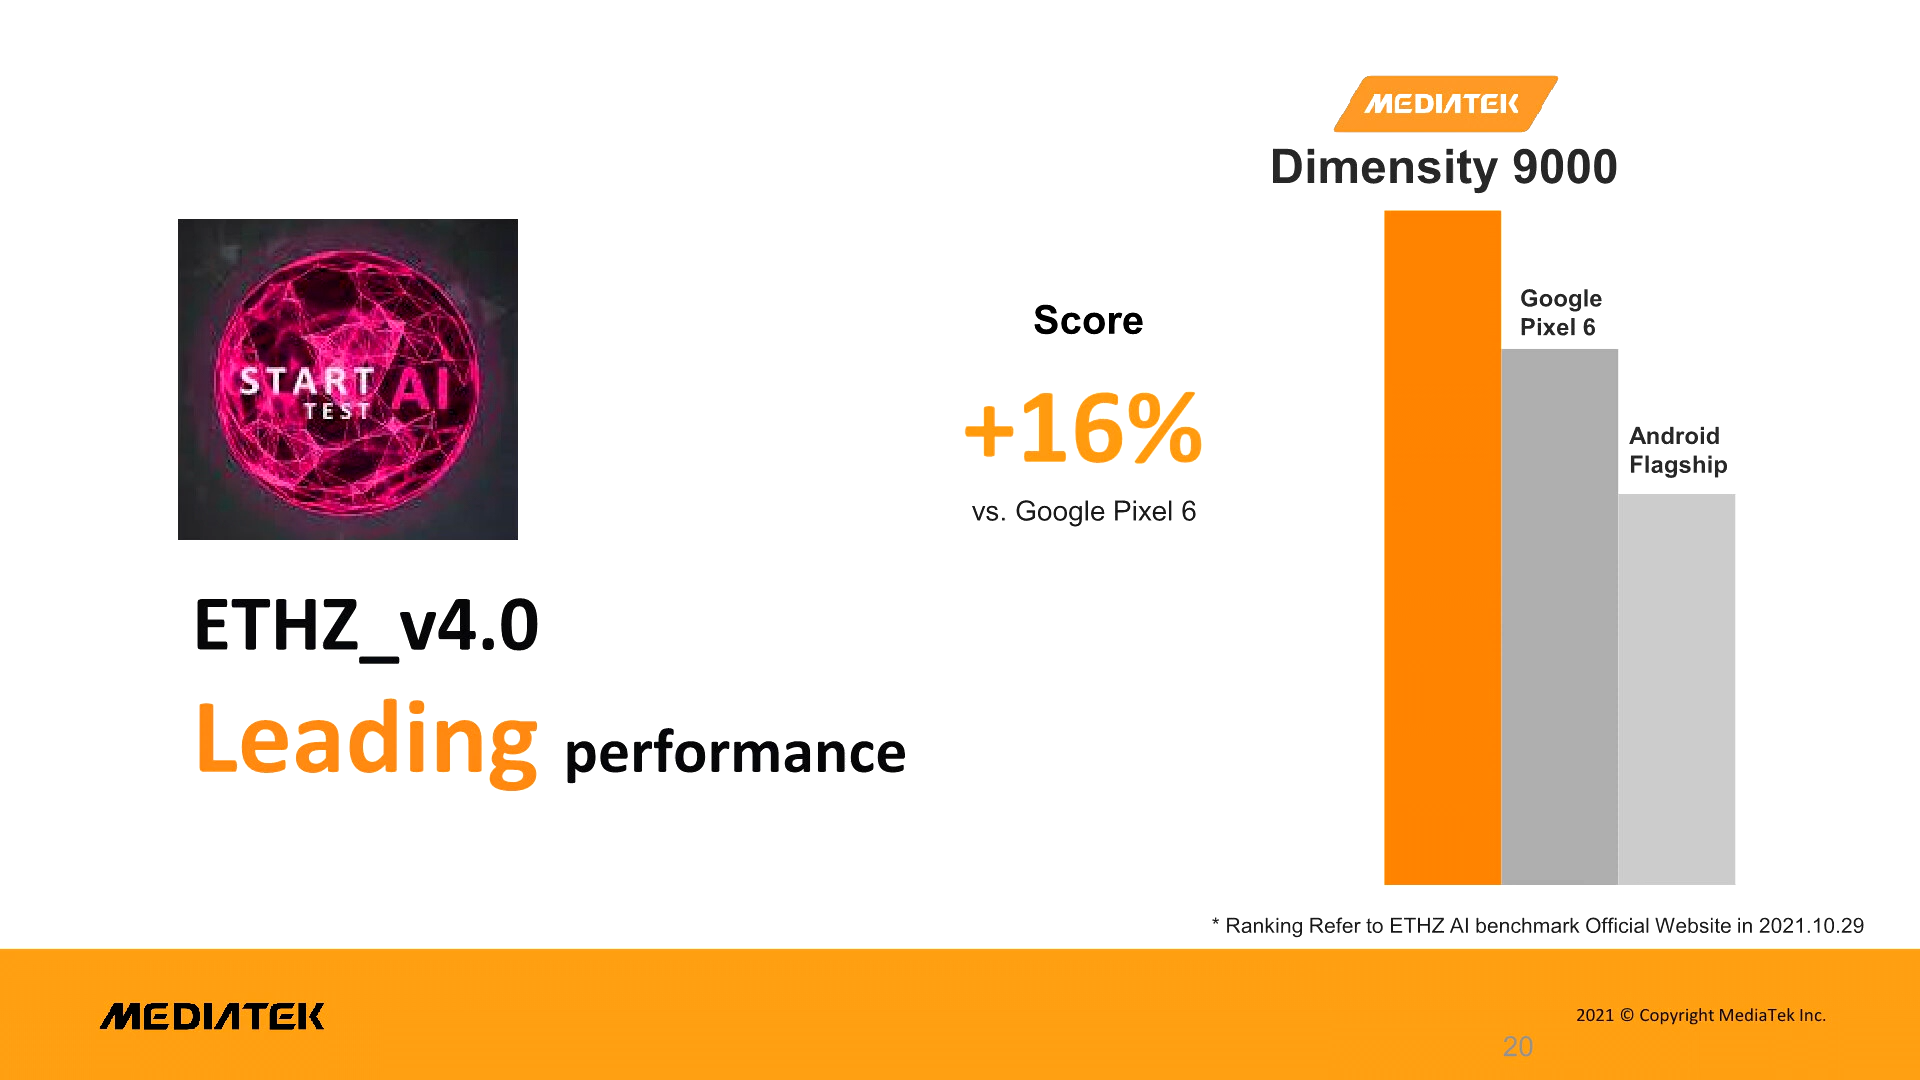 START AI
TEST
ETHZ_v4.0
Leading performance
Score
+16%
vs. Google Pixel 6
MEDIATEK
Dimensity 9000
Google
Pixel 6
Android
Flagship
* Ranking Refer to ETHZ AI benchmark Official Website in 2021.10.29
MEDIATEK
2021 © Copyright MediaTek Inc.
20